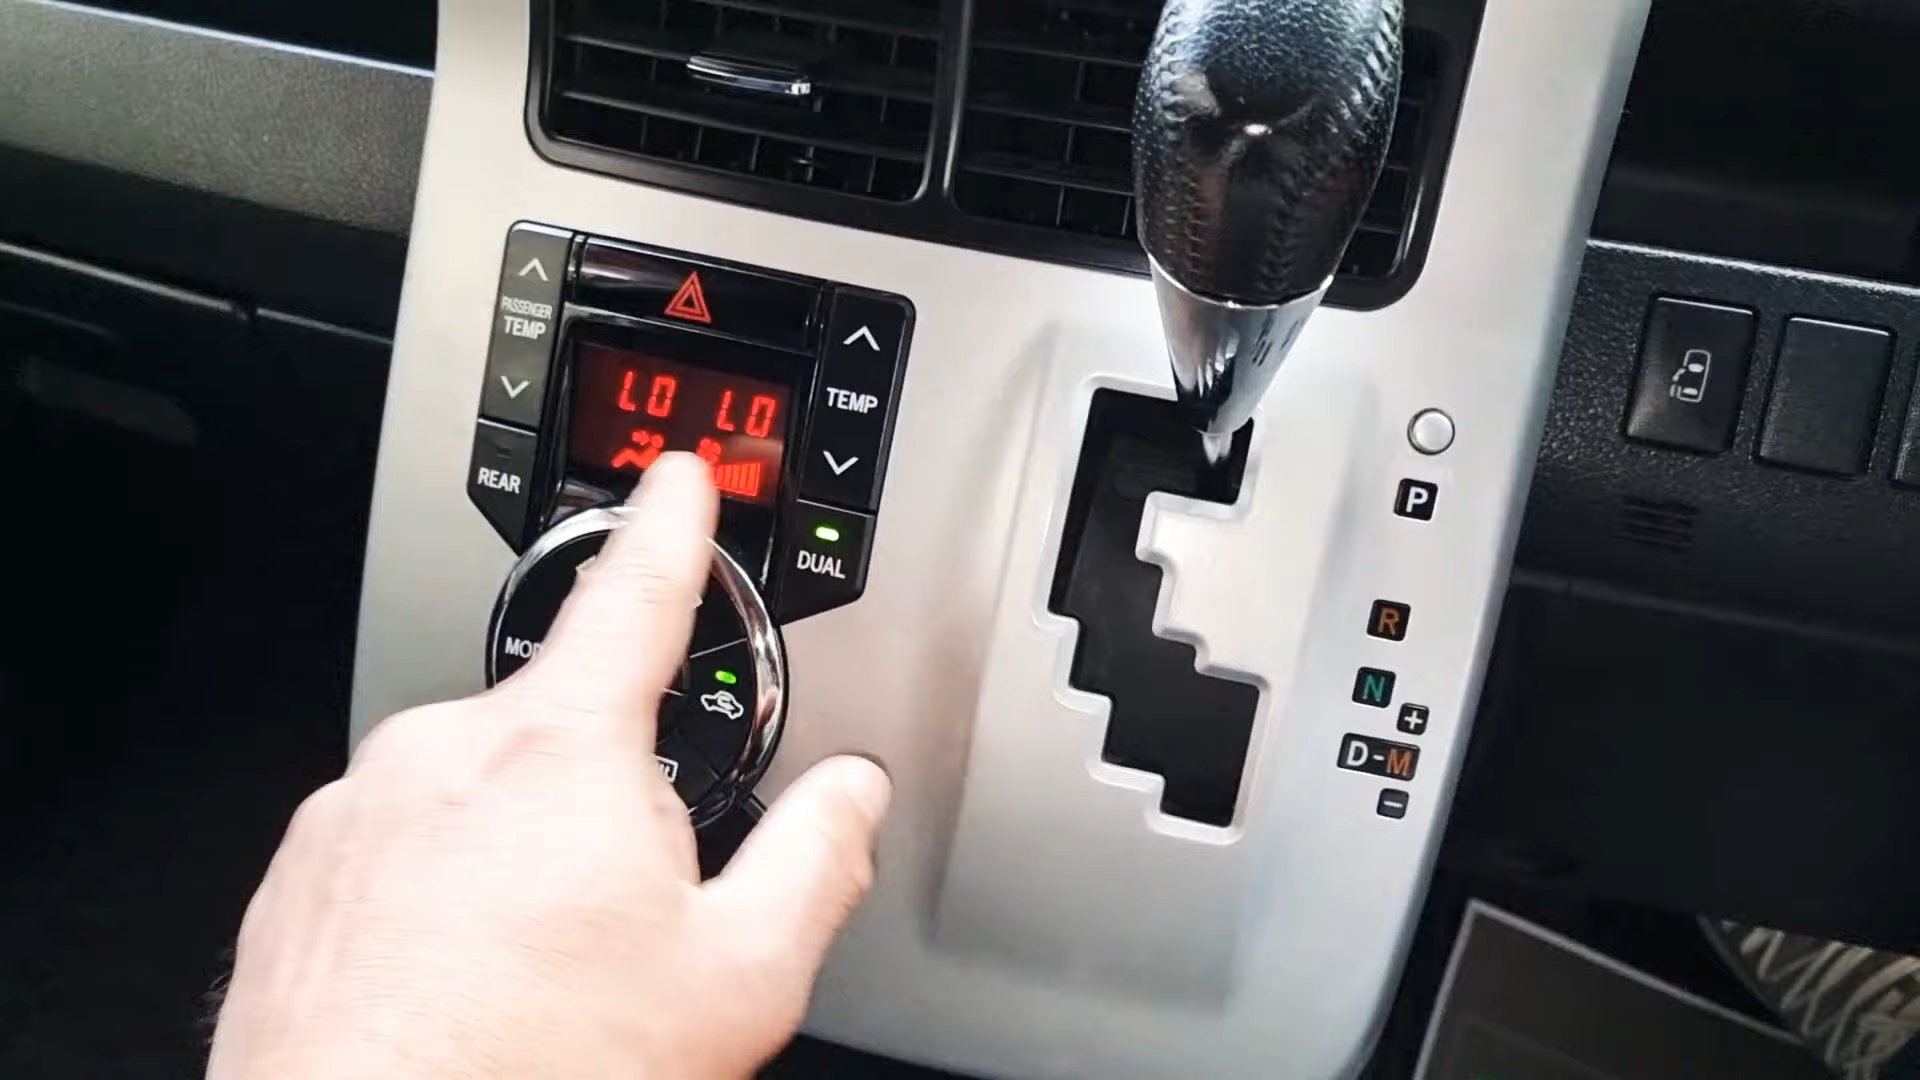 PASSENGER
TEMP
LO LO
TEMP
REAR
DUAL
P
R
N
+
D-M
-